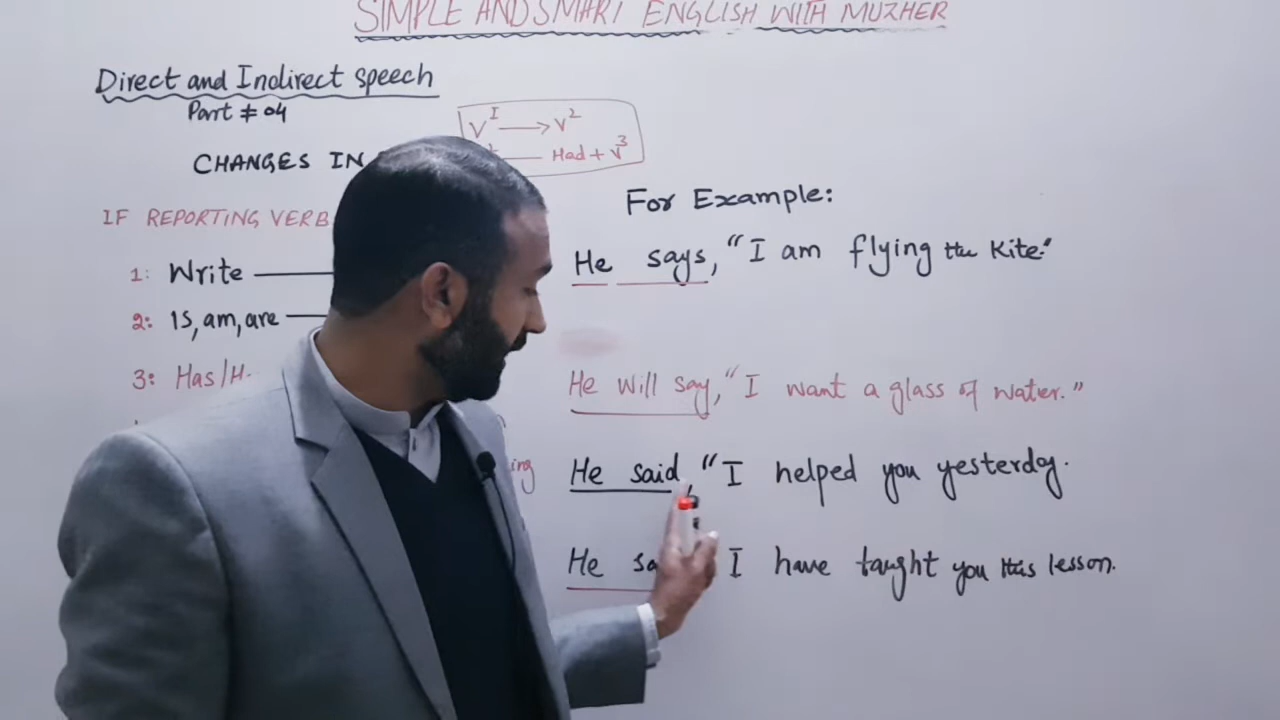 SIMPLE AND SMART ENGLISH WITH MUZHER
Direct and Indirect speech
Part # 04
V¹ → V²
Had + V³
CHANGES IN
IF REPORTING VERB
1: Write
2: Is, am, are
3: Has/
ing
For Example:
He says, "I am flying the Kite."
He will say, "I want a glass of water."
He said, "I helped you yesterday.
He I have taught you this lesson.